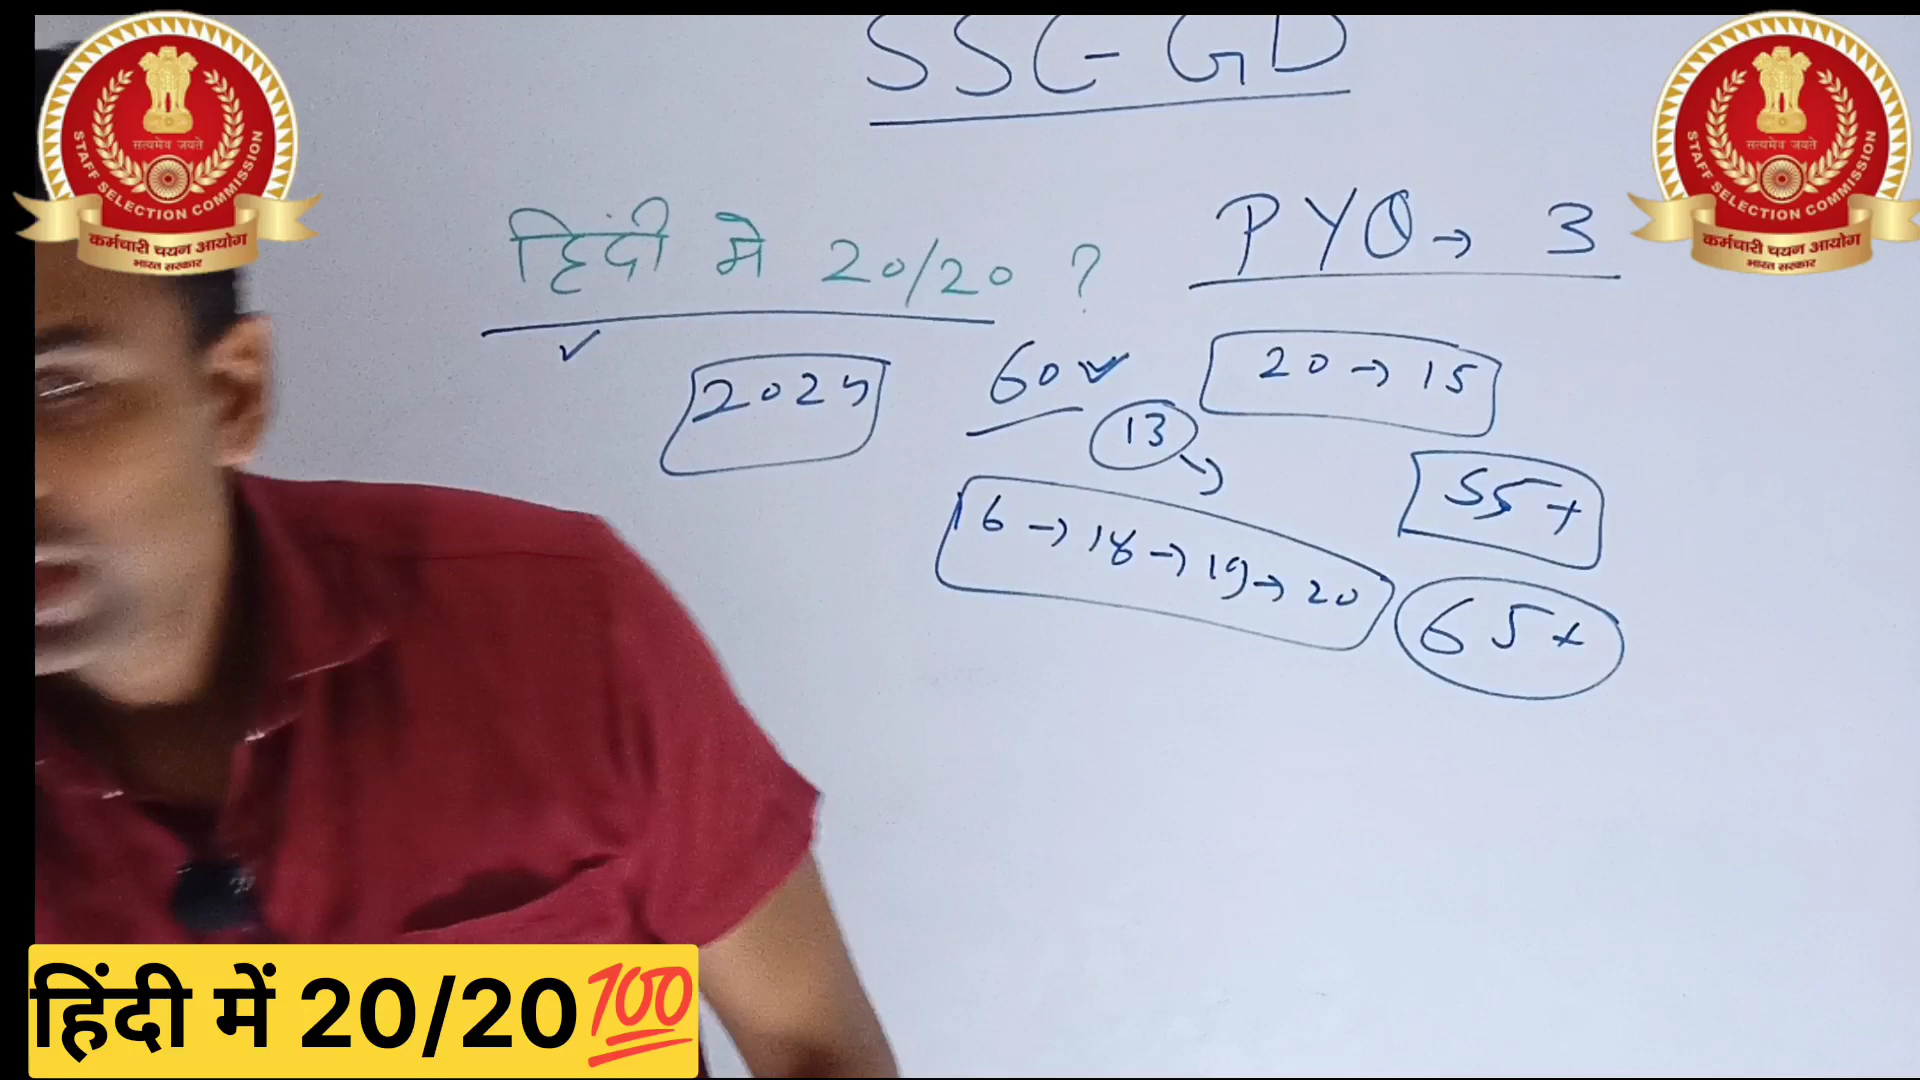 SSC-GD
STAFF SELECTION COMMISSION
सत्यमेव जयते
कर्मचारी चयन आयोग
भारत सरकार
STAFF SELECTION COMMISSION
सत्यमेव जयते
कर्मचारी चयन आयोग
भारत सरकार
हिंदी मे 20/20 ?
PYQ→ 3
2025
60
20→15
13
55+
16→18→19→20
65+
हिंदी में 20/20💯